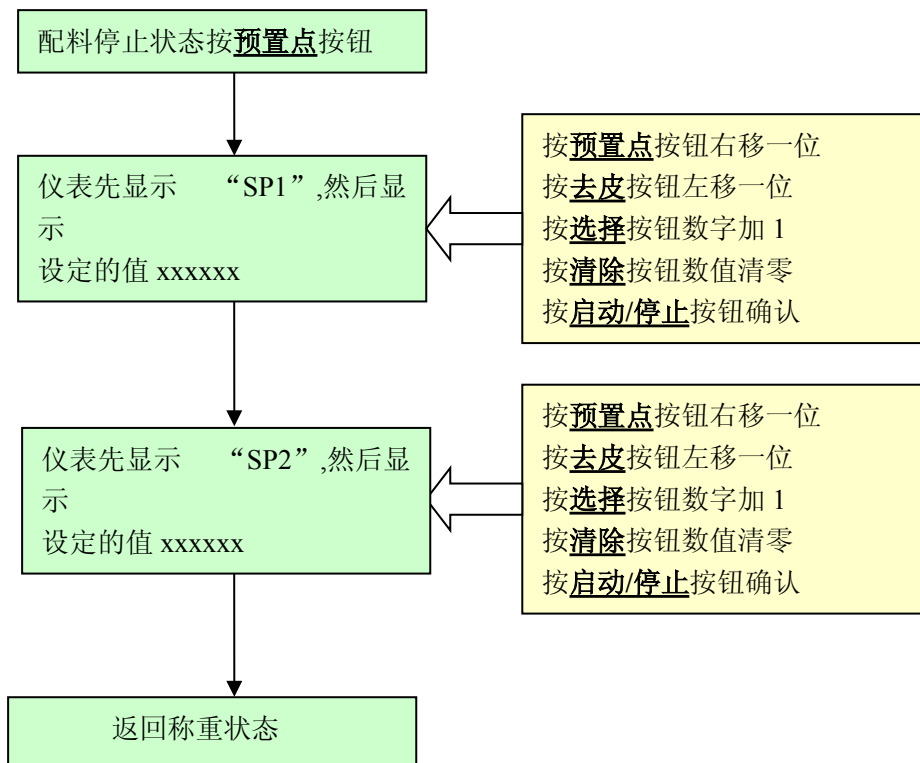 配料停止状态按预置点按钮
仪表先显示 “SP1”,然后显
示
设定的值 xxxxxx
按预置点按钮右移一位
按去皮按钮左移一位
按选择按钮数字加 1
按清除按钮数值清零
按启动/停止按钮确认
仪表先显示 “SP2”,然后显
示
设定的值 xxxxxx
按预置点按钮右移一位
按去皮按钮左移一位
按选择按钮数字加 1
按清除按钮数值清零
按启动/停止按钮确认
返回称重状态